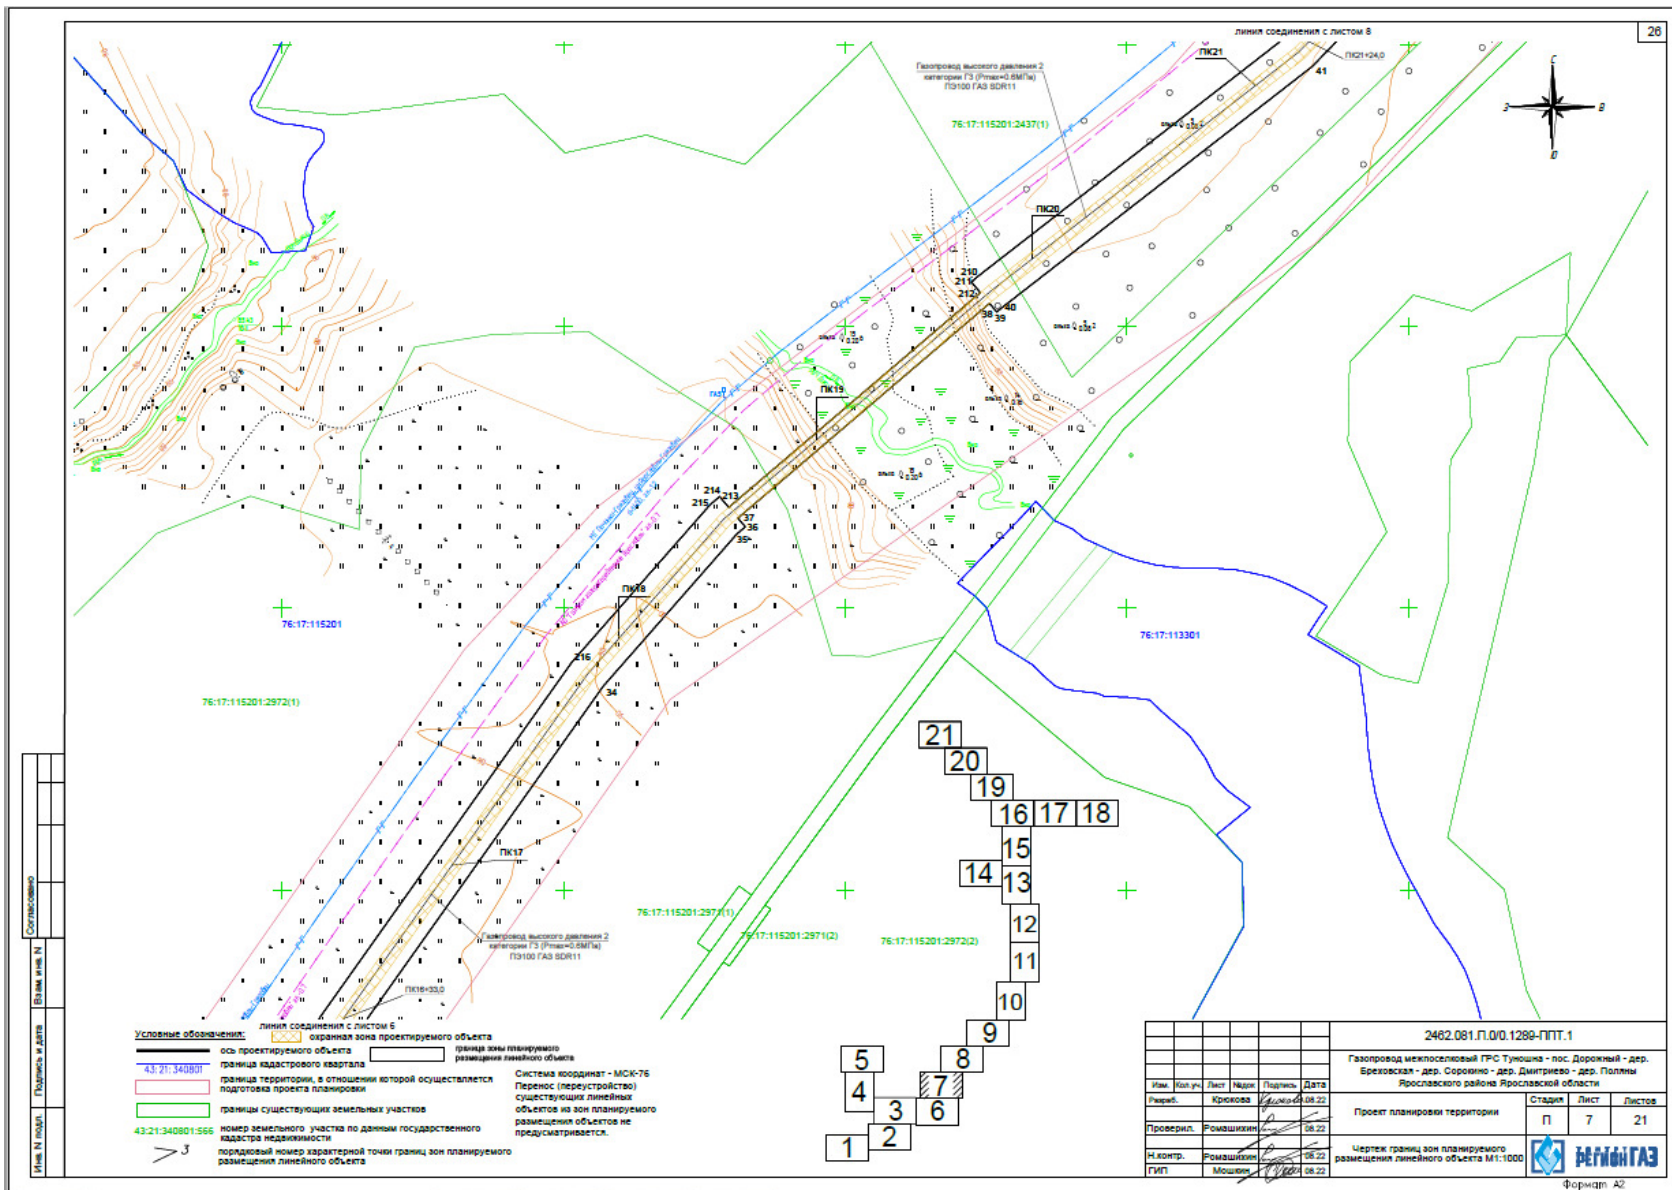 линия соединения с листом 8
26
ПК21
ПК21+24,0
41
Газопровод высокого давления 2
категории Г3 (Pmax=0.6МПа)
ПЭ100 ГАЗ SDR11
76:17:115201:2437(1)
С
З
В
Ю
ПК20
210
211
212
38
40
39
ПК19
214
213
215
37
36
35
ПК18
76:17:115201
76:17:113301
216
34
76:17:115201:2972(1)
21
20
19
16
17
18
15
14
13
12
11
10
9
8
5
4
7
3
6
2
1
ПК17
76:17:115201:2971(1)
76:17:115201:2971(2)
76:17:115201:2972(2)
Газопровод высокого давления 2
категории Г3 (Pmax=0.6МПа)
ПЭ100 ГАЗ SDR11
ПК16+33,0
линия соединения с листом 6
Условные обозначения:
охранная зона проектируемого объекта
ось проектируемого объекта
граница зоны планируемого
размещения линейного объекта
43:21:340801
граница кадастрового квартала
граница территории, в отношении которой осуществляется
подготовка проекта планировки
границы существующих земельных участков
43:21:340801:566
номер земельного участка по данным государственного
кадастра недвижимости
3
порядковый номер характерной точки границ зон планируемого
размещения линейного объекта
Система координат - МСК-76
Перенос (переустройство)
существующих линейных
объектов из зон планируемого
размещения объектов не
предусматривается.
Согласовано
Взам. инв. N
Подпись и дата
Инв. N подл.
2462.081.П.0/0.1289-ППТ.1
Газопровод межпоселковый ГРС Туношна - пос. Дорожный - дер.
Бреховская - дер. Сорокино - дер. Дмитриево - дер. Поляны
Ярославского района Ярославской области
Изм. Кол.уч. Лист №док Подпись Дата
Разраб. Крюкова 08.22
Проверил. Ромашихин 08.22
Н.контр. Ромашихин 08.22
ГИП Мошкин 08.22
Проект планировки территории
Стадия Лист Листов
П 7 21
Чертеж границ зон планируемого
размещения линейного объекта М1:1000
РЕГИОНГАЗ
Формат А2